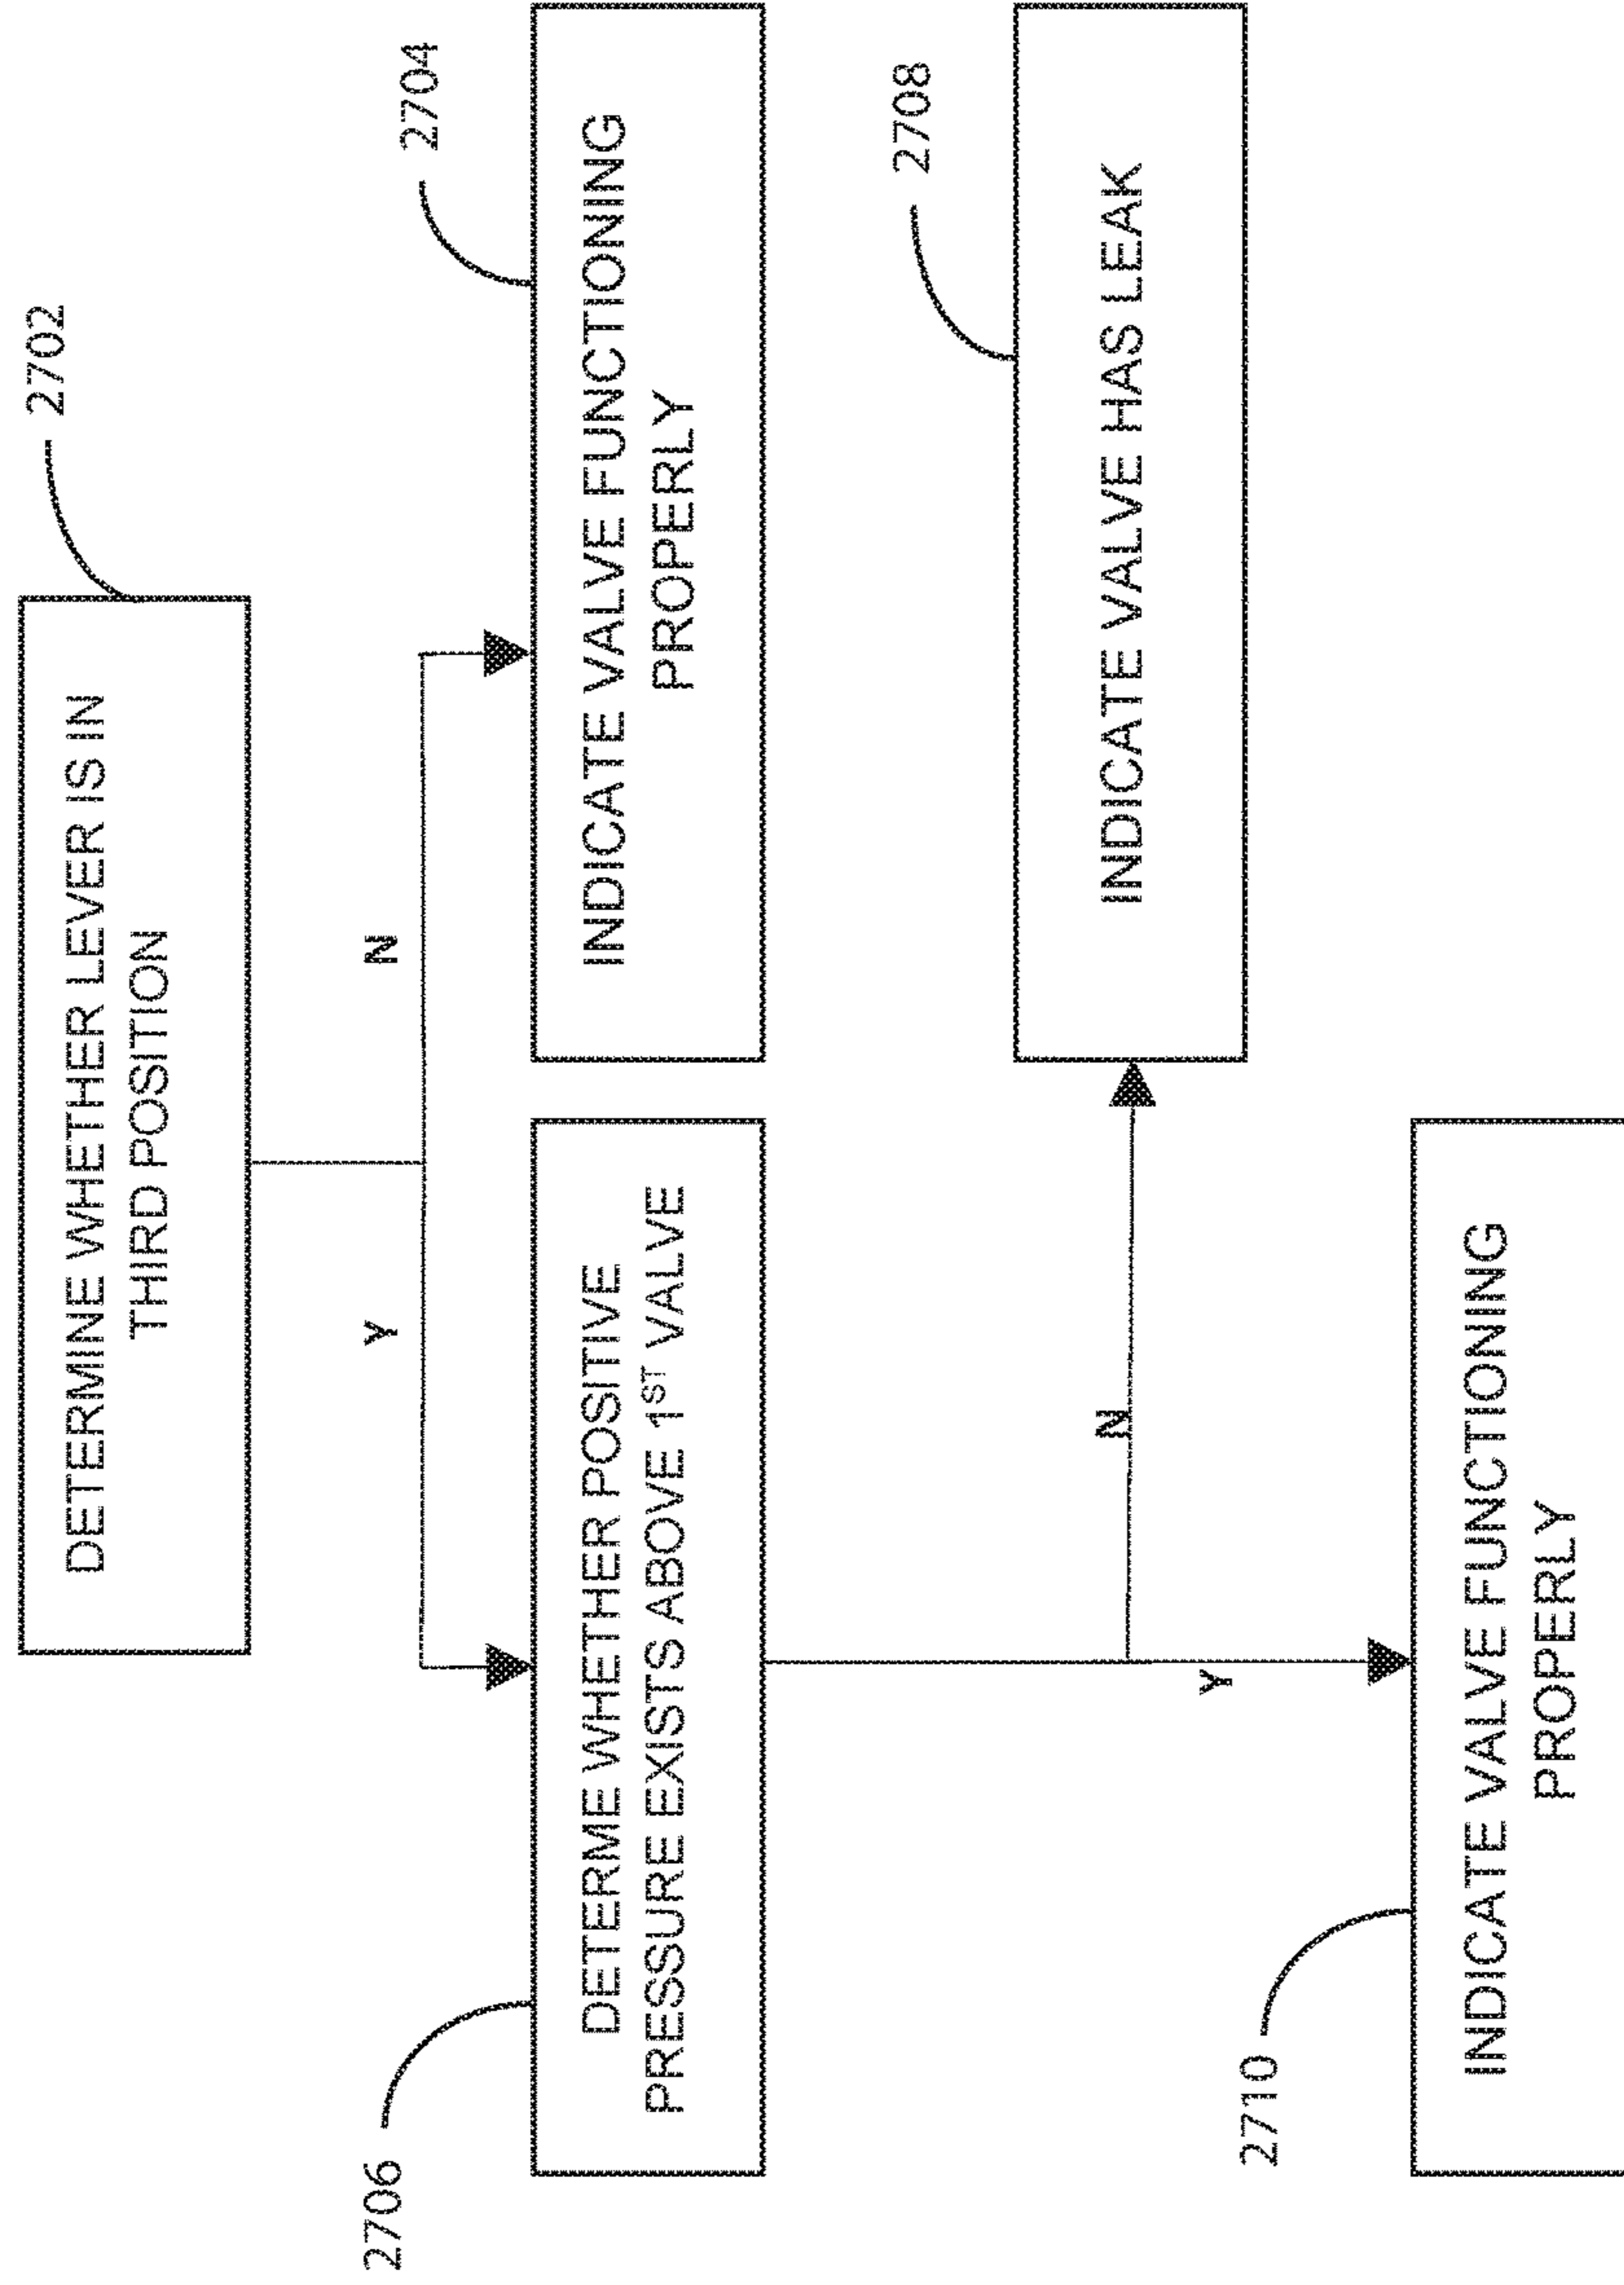 2702
DETERMINE WHETHER LEVER IS IN
THIRD POSITION
Y
N
2706
DETERME WHETHER POSITIVE
PRESSURE EXISTS ABOVE 1ST VALVE
2704
INDICATE VALVE FUNCTIONING
PROPERLY
N
2708
INDICATE VALVE HAS LEAK
Y
2710
INDICATE VALVE FUNCTIONING
PROPERLY